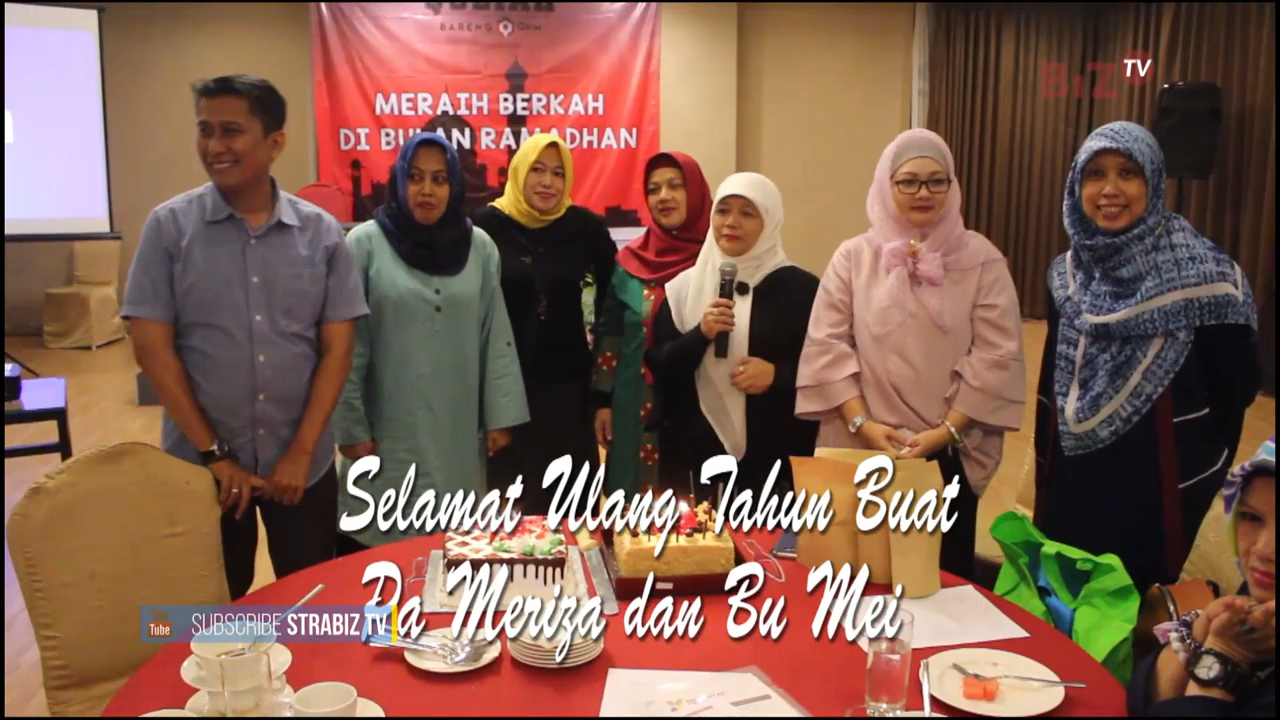 BARENG QHM
MERAIH BERKAH
DI BULAN RAMADHAN
BiZ TV
Selamat Ulang Tahun Buat
Pa Meriza dan Bu Mei
Tube SUBSCRIBE STRABIZ TV